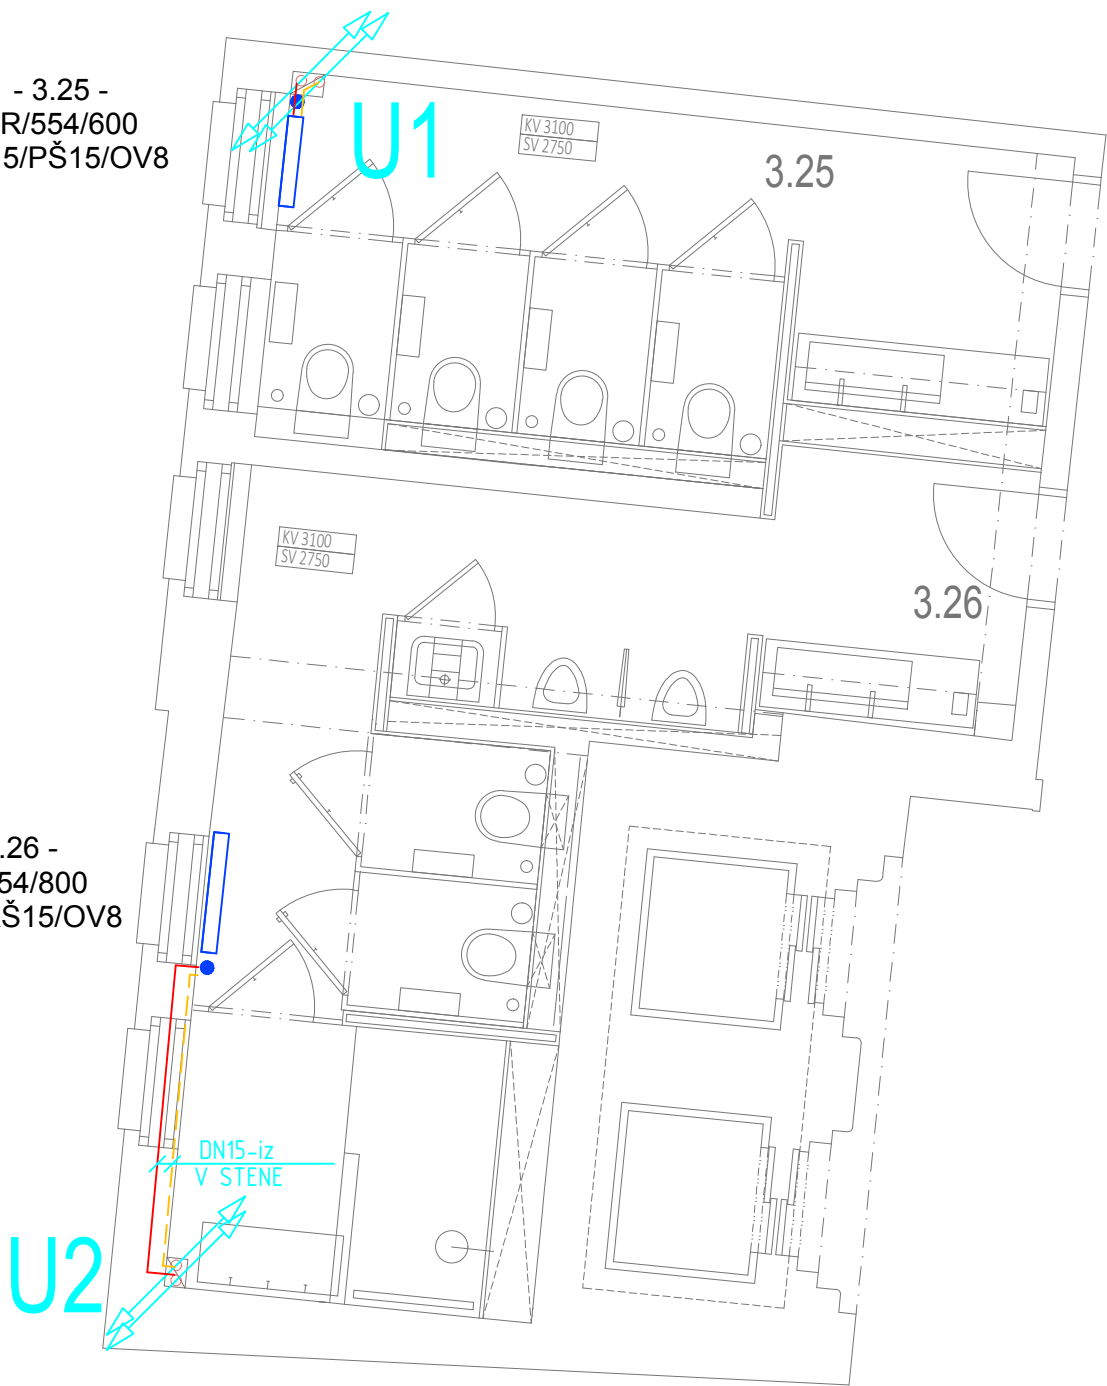 - 3.25 -
R/554/600
5/PŠ15/OV8
U1
KV 3100
SV 2750
3.25
KV 3100
SV 2750
3.26
.26 -
54/800
Š15/OV8
DN15-iz
V STENE
U2